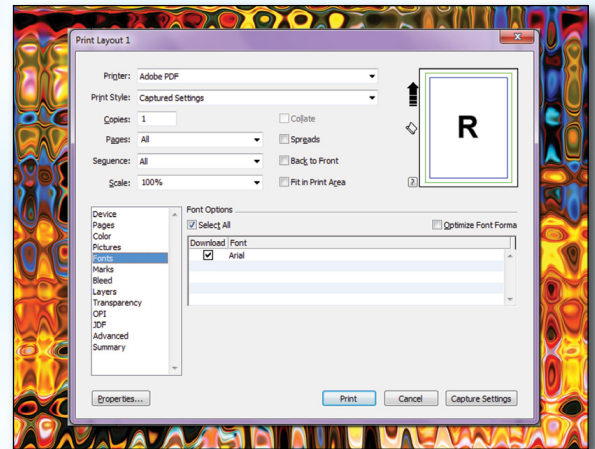 Print Layout 1
Printer: Adobe PDF
Print Style: Captured Settings
Copies: 1
Collate
Pages: All
Spreads
Sequence: All
Back to Front
Scale: 100%
Fit in Print Area
?
R
Device
Pages
Color
Pictures
Fonts
Marks
Bleed
Layers
Transparency
OPI
JDF
Advanced
Summary
Font Options
Select All
Optimize Font Forma
Download Font
Arial
Properties...
Print
Cancel
Capture Settings